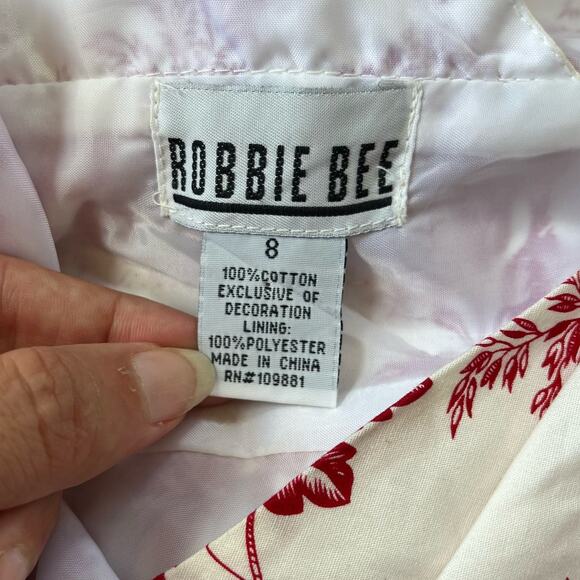 ROBBIE BEE
8
100%COTTON
EXCLUSIVE OF
DECORATION
LINING:
100%POLYESTER
MADE IN CHINA
RN#109881